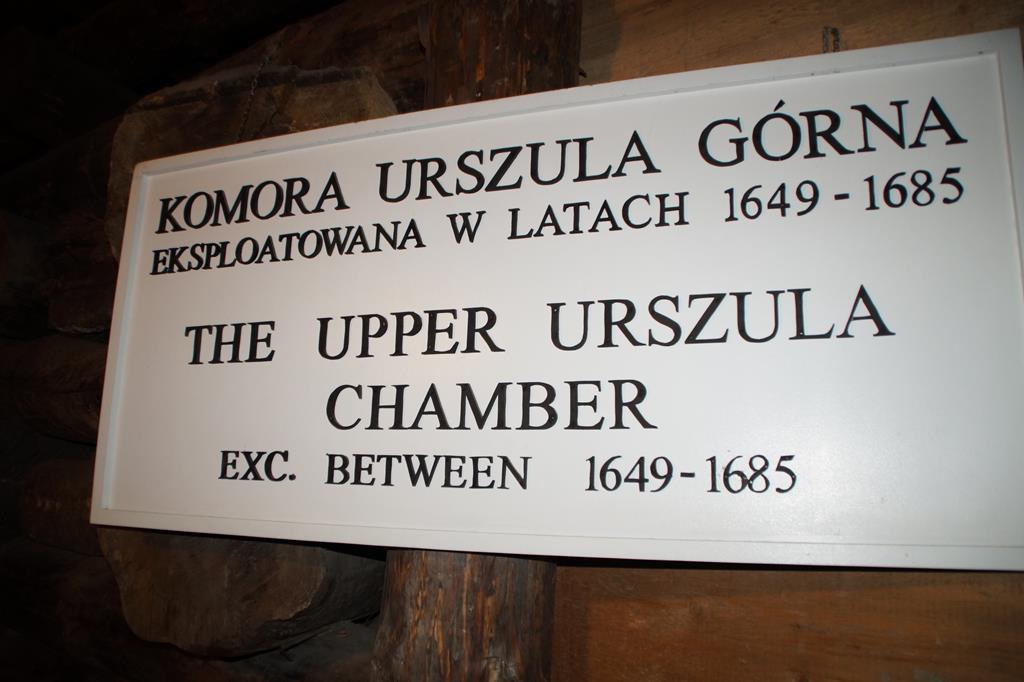 KOMORA URSZULA GÓRNA
EKSPLOATOWANA W LATACH 1649 - 1685
THE UPPER URSZULA
CHAMBER
EXC. BETWEEN 1649 - 1685